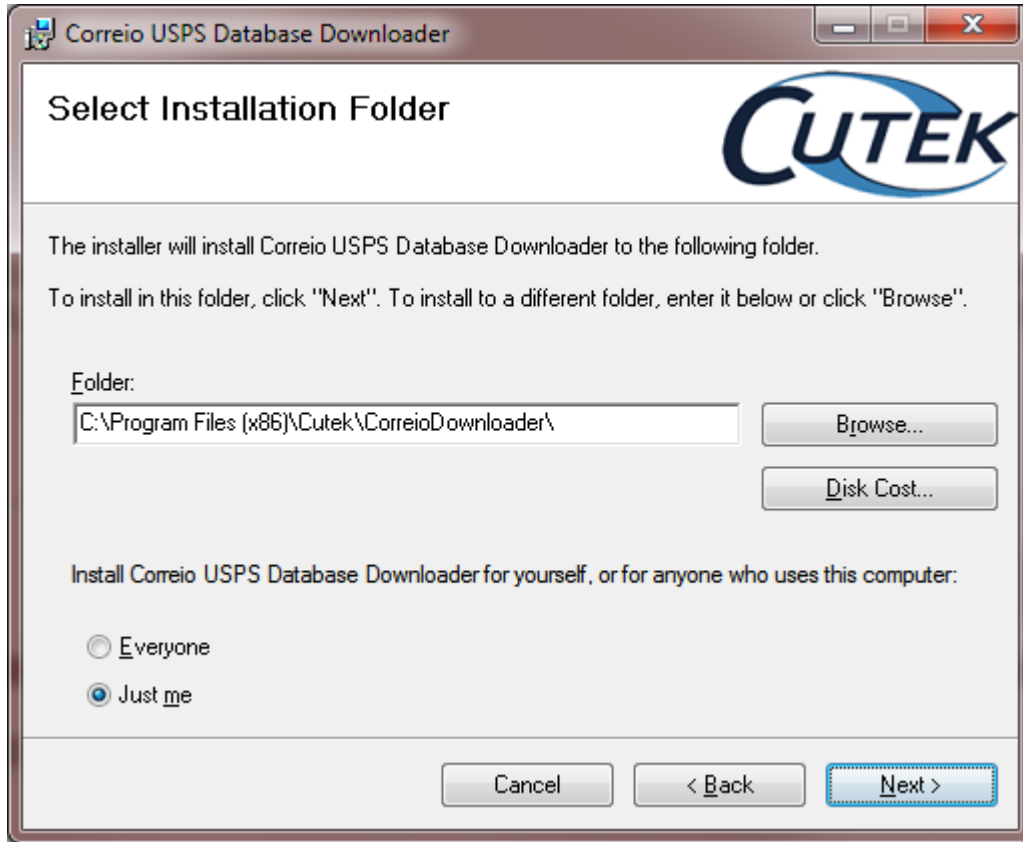 Correio USPS Database Downloader
Select Installation Folder
CUTEK
The installer will install Correio USPS Database Downloader to the following folder.
To install in this folder, click "Next". To install to a different folder, enter it below or click "Browse".
Folder:
C:\Program Files (x86)\Cutek\CorreioDownloader\
Browse...
Disk Cost...
Install Correio USPS Database Downloader for yourself, or for anyone who uses this computer:
Everyone
Just me
Cancel
< Back
Next >